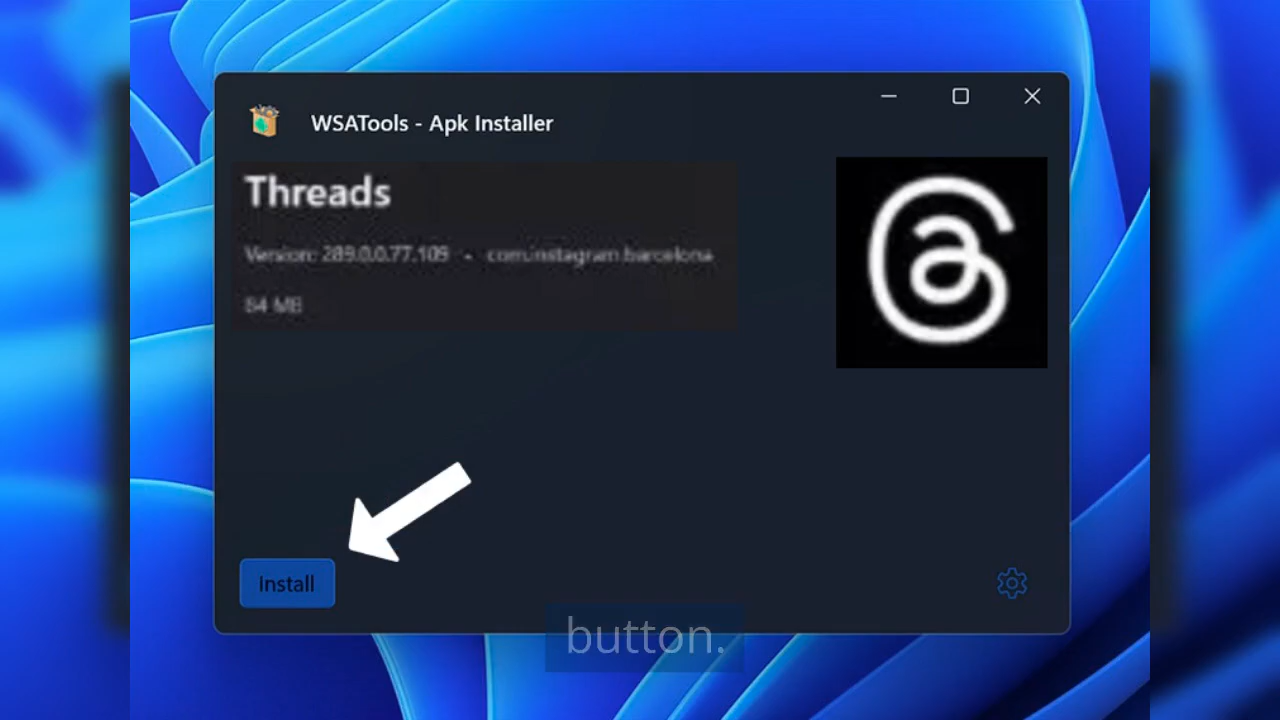 WSATools - Apk Installer
Threads
Version: 289.0.0.77.109 - com.instagram.barcelona
84 MB
Install
button.